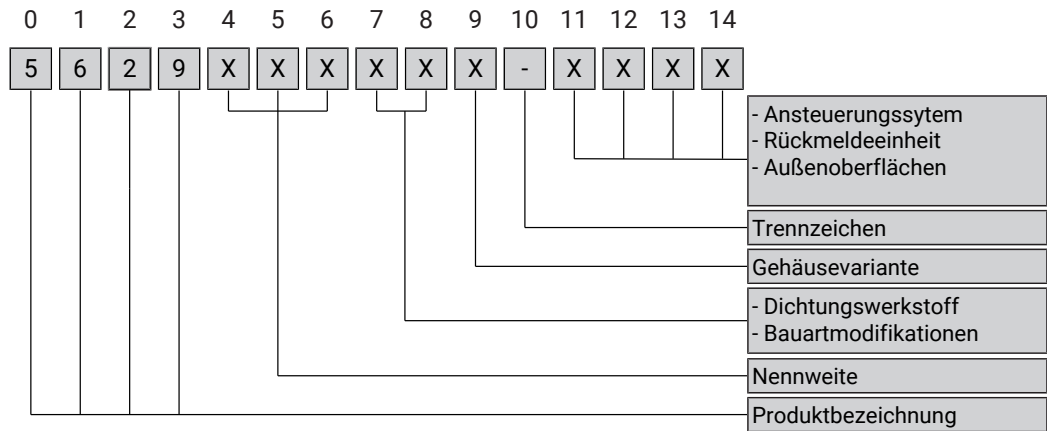 0 1 2 3 4 5 6 7 8 9 10 11 12 13 14
5 6 2 9 X X X X X X - X X X X
- Ansteuerungssytem
- Rückmeldeeinheit
- Außenoberflächen
Trennzeichen
Gehäusevariante
- Dichtungswerkstoff
- Bauartmodifikationen
Nennweite
Produktbezeichnung